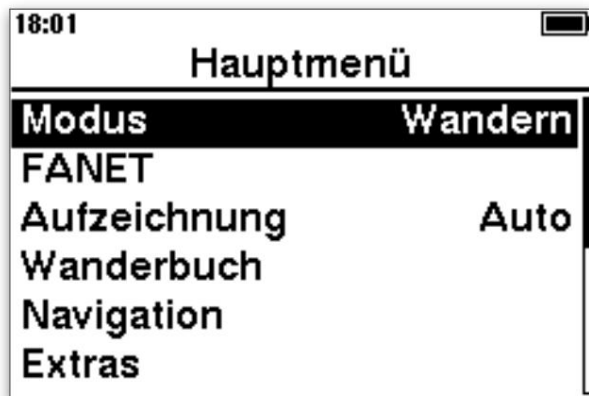 18:01
Hauptmenü
Modus Wandern
FANET
Aufzeichnung Auto
Wanderbuch
Navigation
Extras